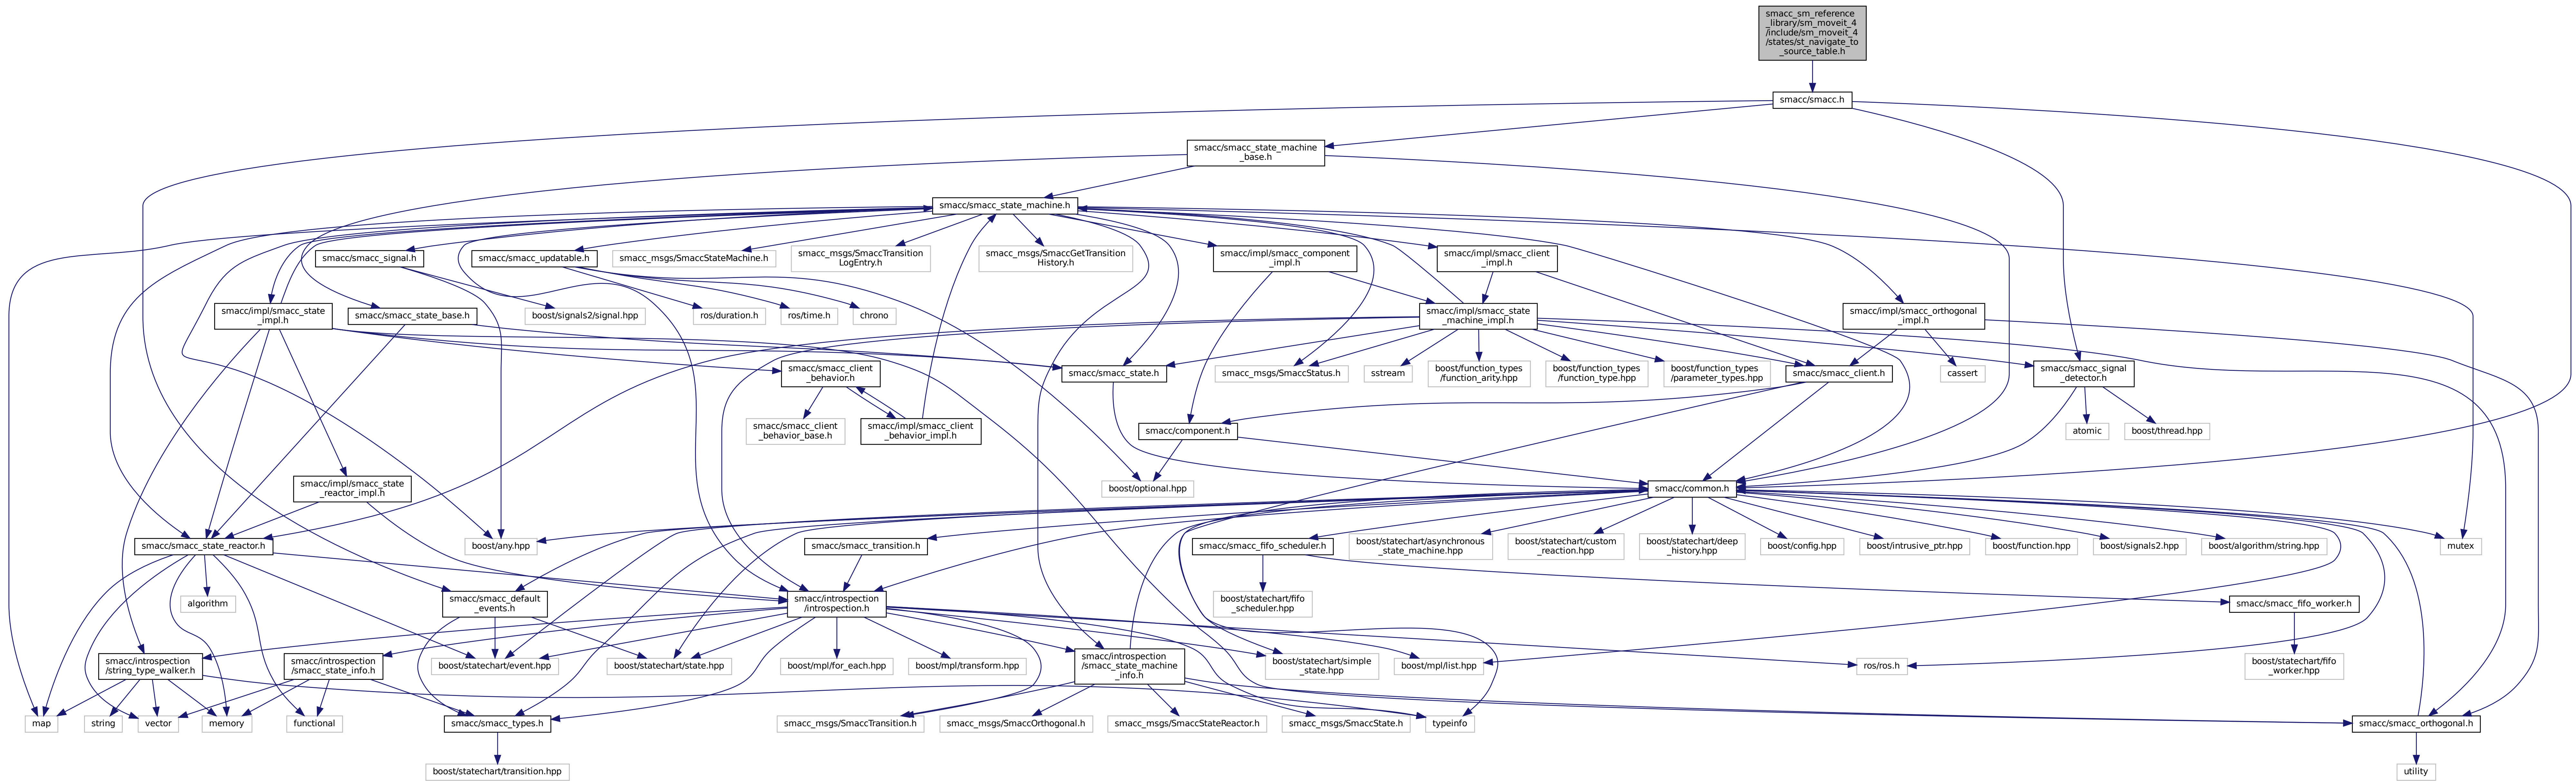 smacc_sm_reference
_library/sm_moveit_4
/include/sm_moveit_4
/states/st_navigate_to
_source_table.h
smacc/smacc.h
smacc/smacc_state_machine
_base.h
smacc/smacc_state_machine.h
smacc/smacc_signal.h
smacc/smacc_updatable.h
smacc_msgs/SmaccStateMachine.h
smacc_msgs/SmaccTransition
LogEntry.h
smacc_msgs/SmaccGetTransition
History.h
smacc/impl/smacc_component
_impl.h
smacc/impl/smacc_client
_impl.h
smacc/impl/smacc_state
_impl.h
smacc/smacc_state_base.h
boost/signals2/signal.hpp
ros/duration.h
ros/time.h
chrono
smacc/impl/smacc_state
_machine_impl.h
smacc/impl/smacc_orthogonal
_impl.h
smacc/smacc_client
_behavior.h
smacc/smacc_state.h
smacc_msgs/SmaccStatus.h
sstream
boost/function_types
/function_arity.hpp
boost/function_types
/function_type.hpp
boost/function_types
/parameter_types.hpp
smacc/smacc_client.h
cassert
smacc/smacc_signal
_detector.h
smacc/smacc_client
_behavior_base.h
smacc/impl/smacc_client
_behavior_impl.h
smacc/component.h
atomic
boost/thread.hpp
smacc/impl/smacc_state
_reactor_impl.h
boost/optional.hpp
smacc/common.h
smacc/smacc_state_reactor.h
boost/any.hpp
smacc/smacc_transition.h
smacc/smacc_fifo_scheduler.h
boost/statechart/asynchronous
_state_machine.hpp
boost/statechart/custom
_reaction.hpp
boost/statechart/deep
_history.hpp
boost/config.hpp
boost/intrusive_ptr.hpp
boost/function.hpp
boost/signals2.hpp
boost/algorithm/string.hpp
mutex
algorithm
smacc/smacc_default
_events.h
smacc/introspection
/introspection.h
boost/statechart/fifo
_scheduler.hpp
smacc/smacc_fifo_worker.h
smacc/introspection
/string_type_walker.h
smacc/introspection
/smacc_state_info.h
boost/statechart/event.hpp
boost/statechart/state.hpp
boost/mpl/for_each.hpp
boost/mpl/transform.hpp
smacc/introspection
/smacc_state_machine
_info.h
boost/statechart/simple
_state.hpp
boost/mpl/list.hpp
ros/ros.h
boost/statechart/fifo
_worker.hpp
map
string
vector
memory
functional
smacc/smacc_types.h
smacc_msgs/SmaccTransition.h
smacc_msgs/SmaccOrthogonal.h
smacc_msgs/SmaccStateReactor.h
smacc_msgs/SmaccState.h
typeinfo
smacc/smacc_orthogonal.h
boost/statechart/transition.hpp
utility